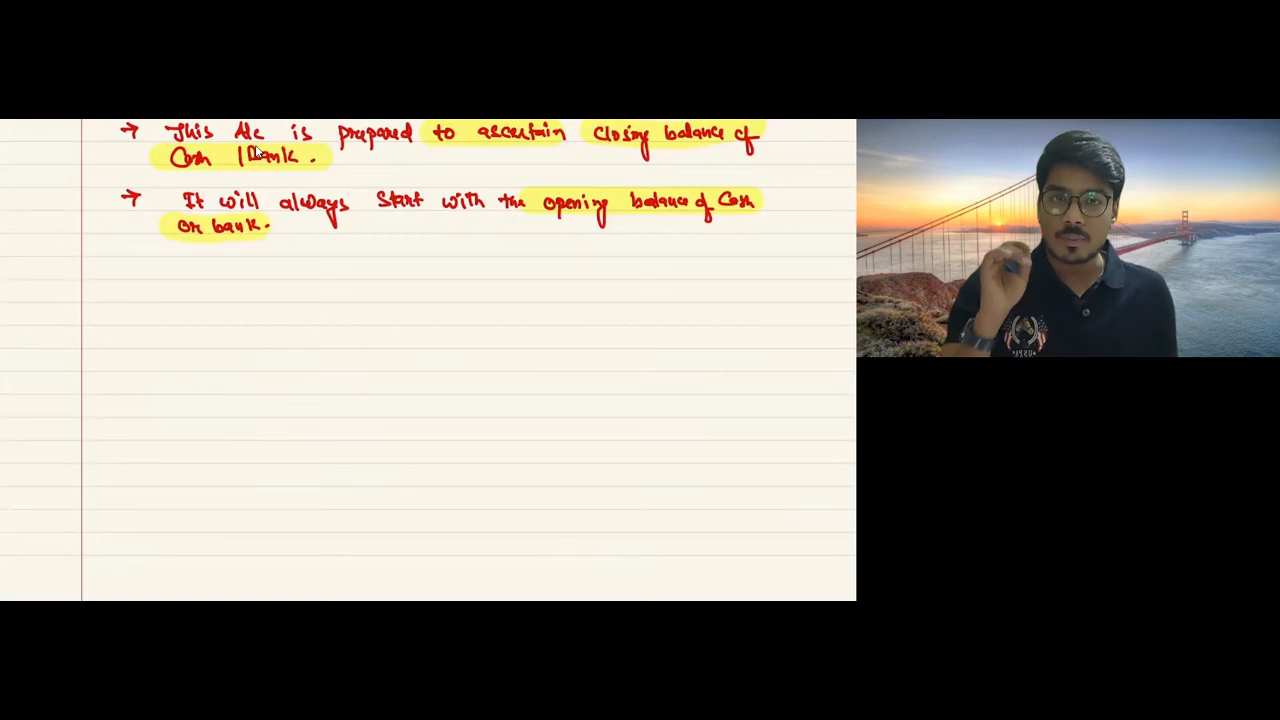 → This A/c is prepared to ascertain closing balance of
Cash / Bank.
→ It will always start with the opening balance of Cash
or bank.